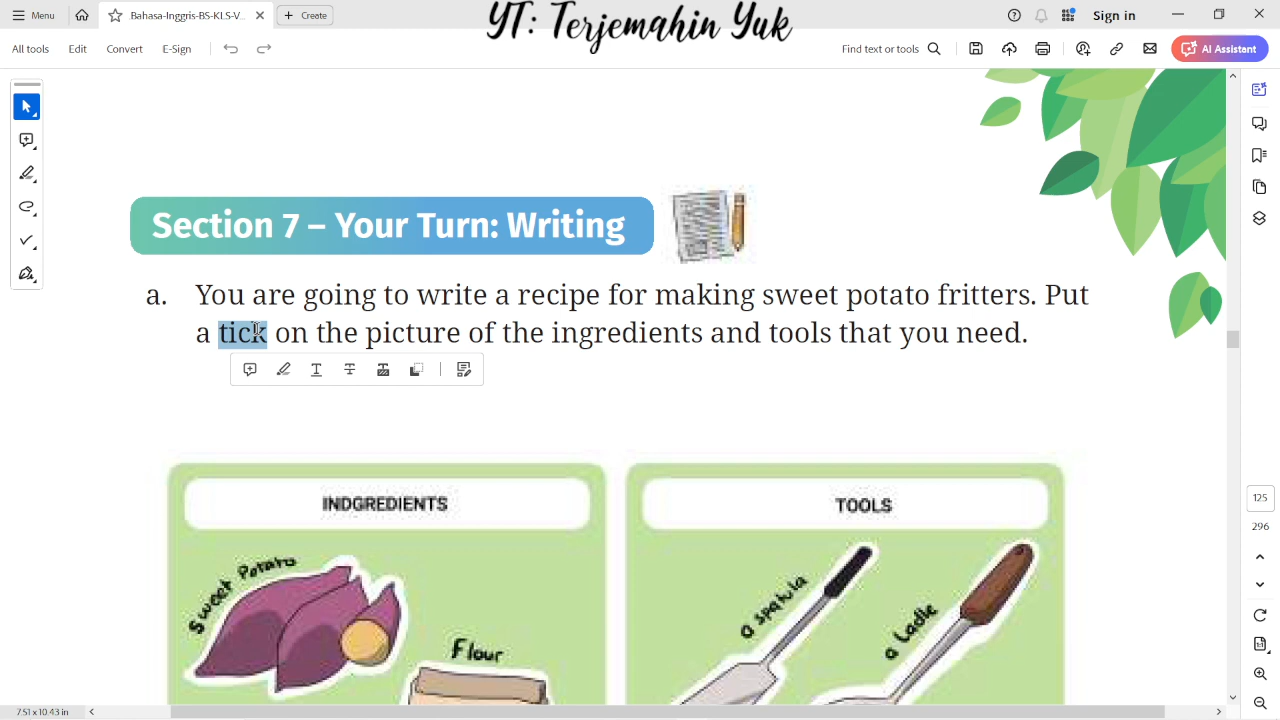 Menu
Bahasa-Inggris-BS-KLS-V...
Create
YT: Terjemahin Yuk
Sign in
All tools
Edit
Convert
E-Sign
Find text or tools
AI Assistant
Section 7 – Your Turn: Writing
a. You are going to write a recipe for making sweet potato fritters. Put
a tick on the picture of the ingredients and tools that you need.
INDGREDIENTS
TOOLS
Sweet Potato
Flour
a spatula
a Ladle
125
296
7.51 x 10.43 in